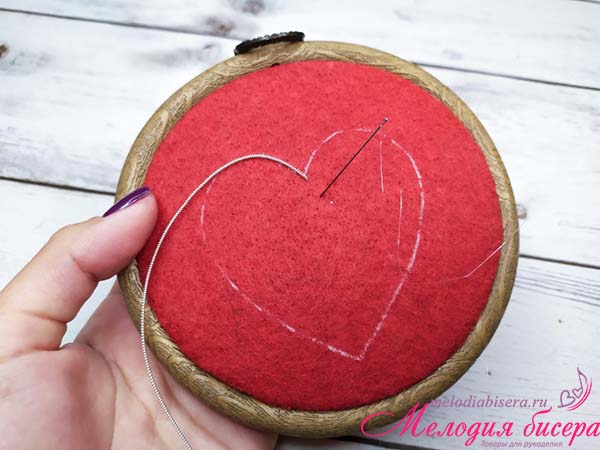 melodiabisera.ru
Мелодия бисера
Товары для рукоделия